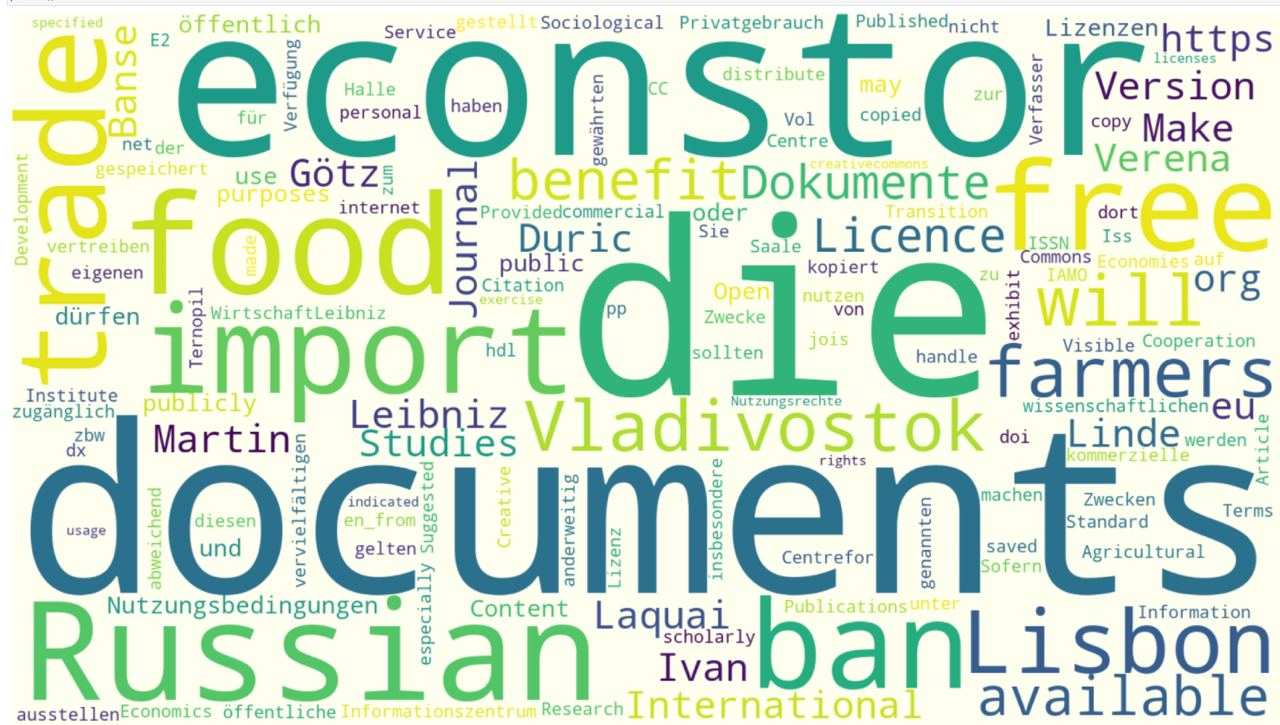 specified
E2
öffentlich
Service
gestellt
Sociological
Privatgebrauch
Published
nicht
Lizenzen
https
licenses
trade
Banse
econstor
Verfügung
Halle
personal
für
haben
gewährten
CC
distribute
may
copied
zur
Vol
Centre
Verfasser
Version
copy
Make
net
der
gespeichert
use
Götz
zum
purposes
internet
Journal
benefit
creativecommons
Dokumente
free
Verena
Development
vertreiben
eigenen
food
made
Provided
commercial
oder
Sie
Transition
dort
Iss
Duric
public
Citation
exercise
Saale
Licence
ISSN
Commons
Economies
auf
kopiert
zu
IAMO
exhibit
will
org
dürfen
Ternopil
WirtschaftLeibniz
import
hdl
pp
die
Open
nutzen
von
Zwecke
jois
sollten
handle
Visible
Cooperation
farmers
Institute
zugänglich
publicly
Leibniz
Nutzungsrechte
wissenschaftlichen
eu
zbw
dx
Martin
Studies
Vladivostok
doi
Linde
werden
kommerzielle
Article
rights
documents
vervielfältigen
indicated
en_from
usage
abweichend
diesen
und
gelten
Suggested
especially
Creative
anderweitig
Lizenz
insbesondere
Centrefor
genannten
machen
Zwecken
Standard
Terms
saved
Sofern
Agricultural
Russian
Nutzungsbedingungen
Content
Laquai
scholarly
Ivan
Publications
unter
ban
Lisbon
Information
available
ausstellen
Economics
öffentliche
Informationszentrum
Research
International